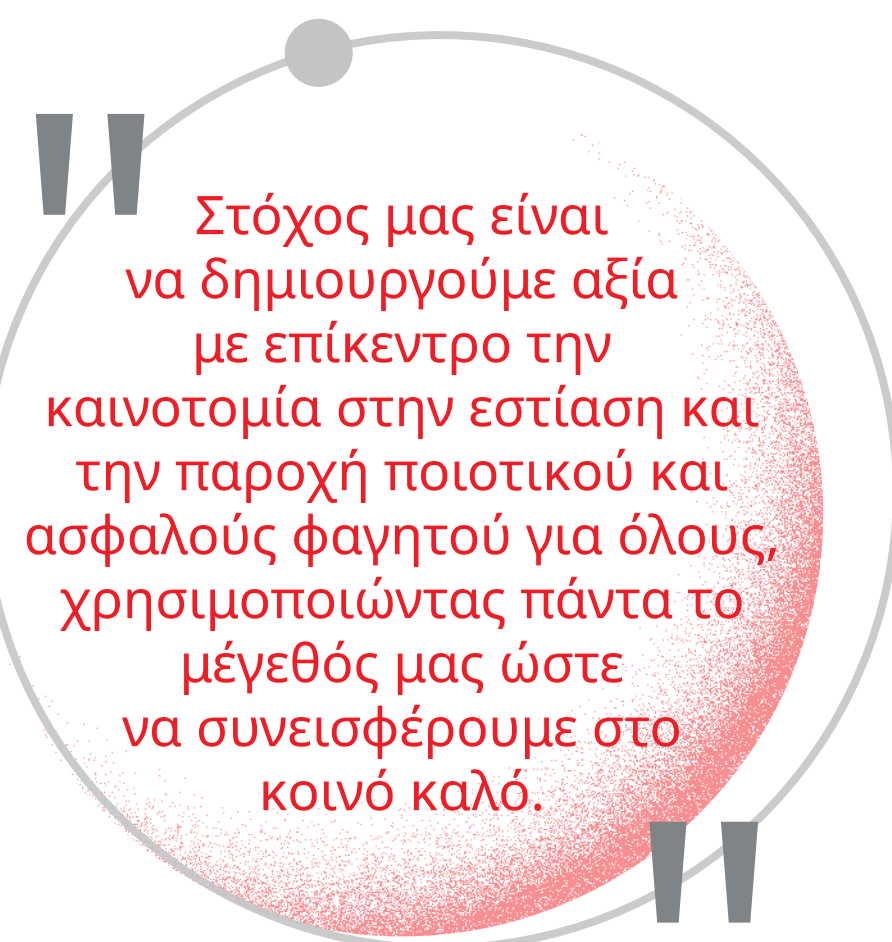 "
Στόχος μας είναι
να δημιουργούμε αξία
με επίκεντρο την
καινοτομία στην εστίαση και
την παροχή ποιοτικού και
ασφαλούς φαγητού για όλους,
χρησιμοποιώντας πάντα το
μέγεθός μας ώστε
να συνεισφέρουμε στο
κοινό καλό.
"